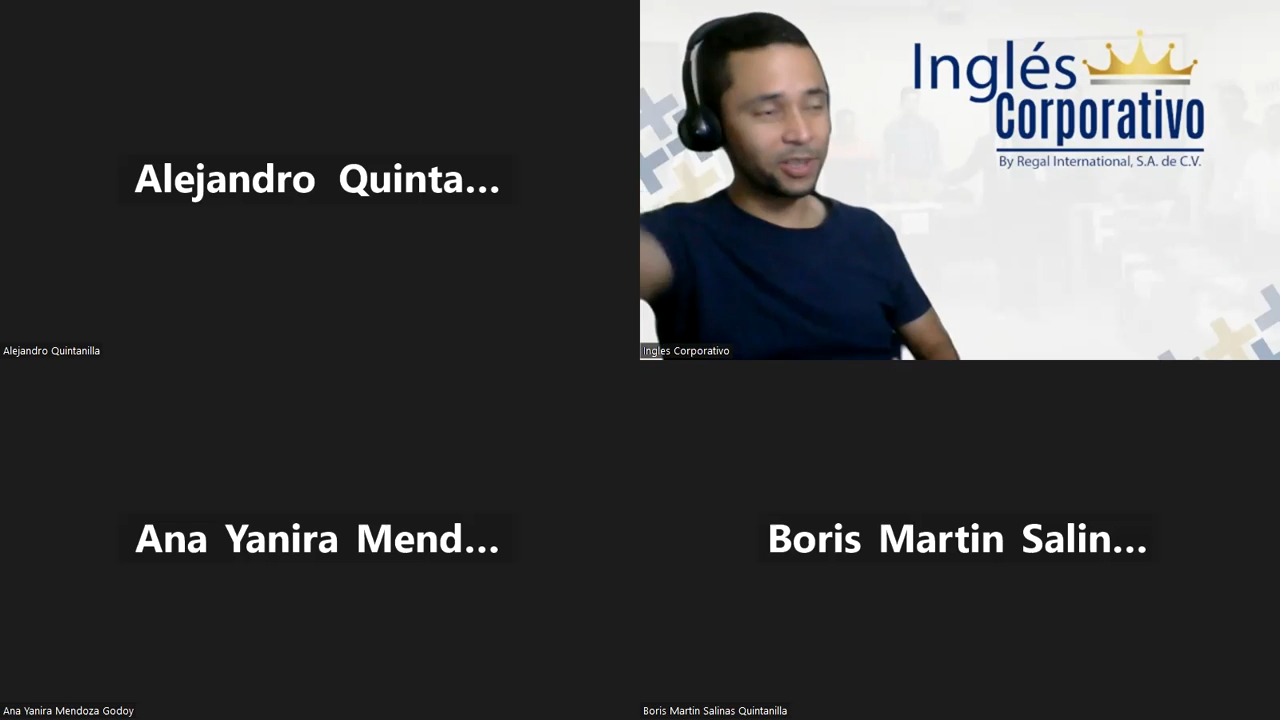 Alejandro Quinta...
Alejandro Quintanilla
Inglés
Corporativo
By Regal International, S.A. de C.V.
Ingles Corporativo
Ana Yanira Mend...
Ana Yanira Mendoza Godoy
Boris Martin Salin...
Boris Martin Salinas Quintanilla